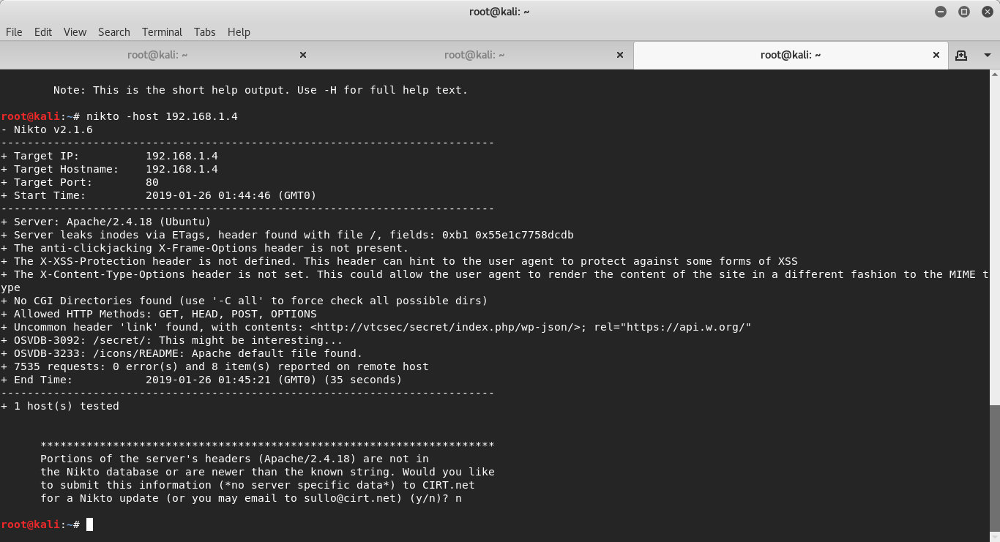 root@kali: ~
File Edit View Search Terminal Tabs Help
root@kali: ~ root@kali: ~ root@kali: ~
Note: This is the short help output. Use -H for full help text.
root@kali:~# nikto -host 192.168.1.4
- Nikto v2.1.6
---------------------------------------------------------------------------
+ Target IP:          192.168.1.4
+ Target Hostname:    192.168.1.4
+ Target Port:        80
+ Start Time:         2019-01-26 01:44:46 (GMT0)
---------------------------------------------------------------------------
+ Server: Apache/2.4.18 (Ubuntu)
+ Server leaks inodes via ETags, header found with file /, fields: 0xb1 0x55e1c7758dcdb
+ The anti-clickjacking X-Frame-Options header is not present.
+ The X-XSS-Protection header is not defined. This header can hint to the user agent to protect against some forms of XSS
+ The X-Content-Type-Options header is not set. This could allow the user agent to render the content of the site in a different fashion to the MIME t
ype
+ No CGI Directories found (use '-C all' to force check all possible dirs)
+ Allowed HTTP Methods: GET, HEAD, POST, OPTIONS
+ Uncommon header 'link' found, with contents: <http://vtcsec/secret/index.php/wp-json/>; rel="https://api.w.org/"
+ OSVDB-3092: /secret/: This might be interesting...
+ OSVDB-3233: /icons/README: Apache default file found.
+ 7535 requests: 0 error(s) and 8 item(s) reported on remote host
+ End Time:           2019-01-26 01:45:21 (GMT0) (35 seconds)
---------------------------------------------------------------------------
+ 1 host(s) tested
*********************************************************************
Portions of the server's headers (Apache/2.4.18) are not in
the Nikto database or are newer than the known string. Would you like
to submit this information (*no server specific data*) to CIRT.net
for a Nikto update (or you may email to sullo@cirt.net) (y/n)? n
root@kali:~#